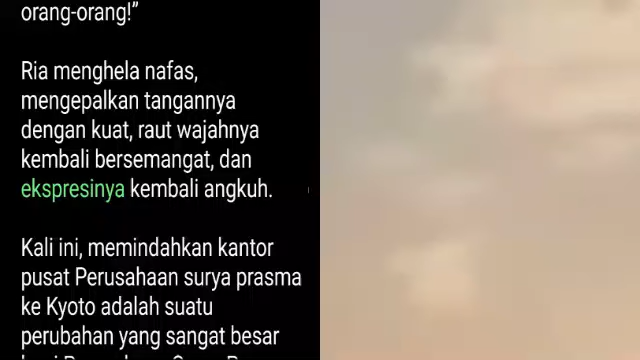 orang-orang!”
Ria menghela nafas,
mengepalkan tangannya
dengan kuat, raut wajahnya
kembali bersemangat, dan
ekspresinya kembali angkuh.
Kali ini, memindahkan kantor
pusat Perusahaan surya prasma
ke Kyoto adalah suatu
perubahan yang sangat besar